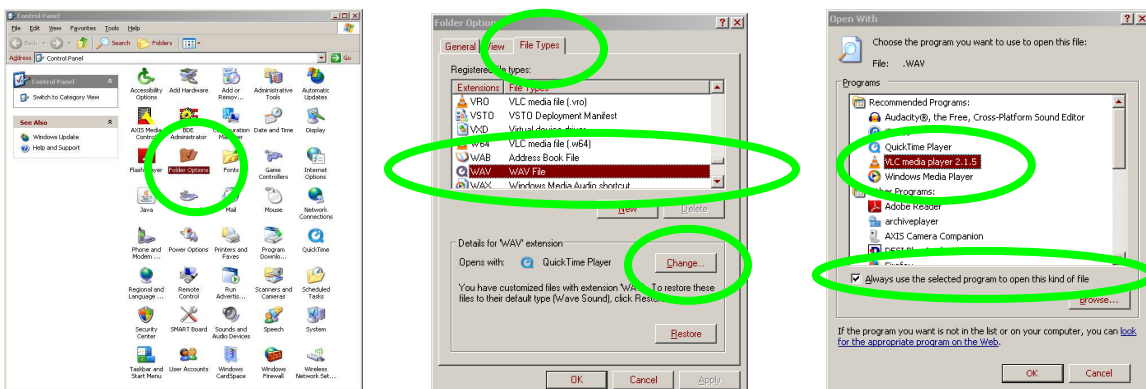 Control Panel
File Edit View Favorites Tools Help
Back Search Folders
Address Control Panel Go
Control Panel
Switch to Category View
See Also
Windows Update
Help and Support
Accessibility Options
Add Hardware
Add or Remov...
Administrative Tools
Automatic Updates
AXIS Media Control
BDE Administrator
Configuration Manager
Date and Time
Display
Flash Player
Folder Options
Fonts
Game Controllers
Internet Options
Java
Mail
Mouse
Network Connections
Phone and Modem ...
Power Options
Printers and Faxes
Program Downlo...
QuickTime
Regional and Language ...
Remote Control
Run Advertis...
Scanners and Cameras
Scheduled Tasks
Security Center
SMART Board
Sounds and Audio Devices
Speech
System
Taskbar and Start Menu
User Accounts
Windows CardSpace
Windows Firewall
Wireless Network Set...
Folder Options
General View File Types
Registered file types:
Extensions File Types
VRO VLC media file (.vro)
VSTO VSTO Deployment Manifest
VXD Virtual device driver
W64 VLC media file (.w64)
WAB Address Book File
WAV WAV File
WAX Windows Media Audio shortcut
New Delete
Details for 'WAV' extension
Opens with: QuickTime Player Change...
You have customized files with extension 'WAV'. To restore these
files to their default type (Wave Sound), click Restore.
Restore
OK Cancel Apply
Open With
Choose the program you want to use to open this file:
File: .WAV
Programs
Recommended Programs:
Audacity®, the Free, Cross-Platform Sound Editor
QuickTime Player
VLC media player 2.1.5
Windows Media Player
Other Programs:
Adobe Reader
archiveplayer
AXIS Camera Companion
Firefox
Always use the selected program to open this kind of file
Browse...
If the program you want is not in the list or on your computer, you can look
for the appropriate program on the Web.
OK Cancel